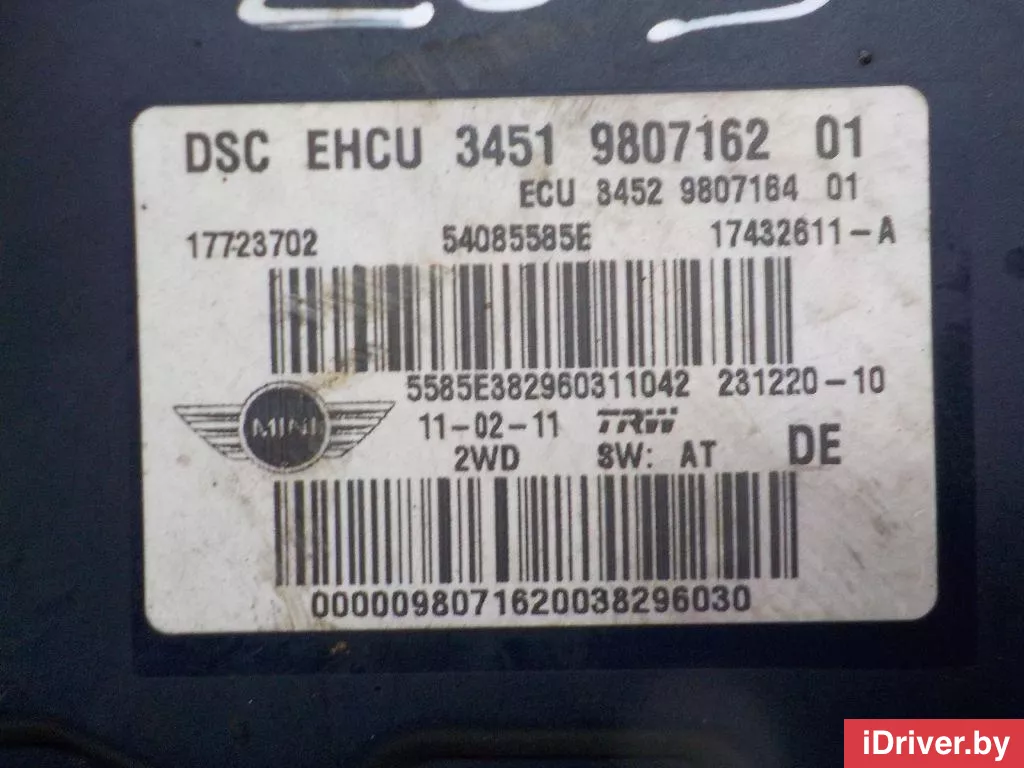 DSC EHCU 3451 9807162 01
ECU 3452 9807164 01
17723702 54085585E 17432611-A
5585E382960311042 231220-10
MINI 11-02-11 TRW DE
2WD SW: AT
0000098071620038296030
iDriver.by